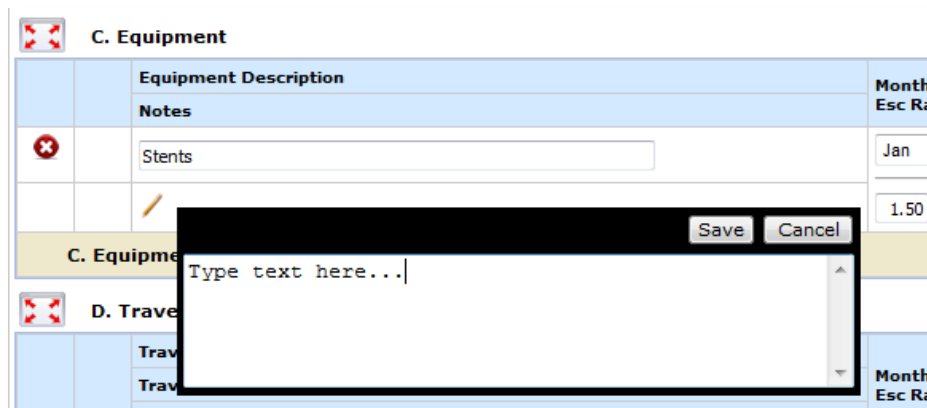 C. Equipment
Equipment Description
Month
Notes
Esc Ra
Stents
Jan
1.50
Save Cancel
C. Equipme
Type text here...
D. Trave
Trav
Trav
Month
Esc Ra